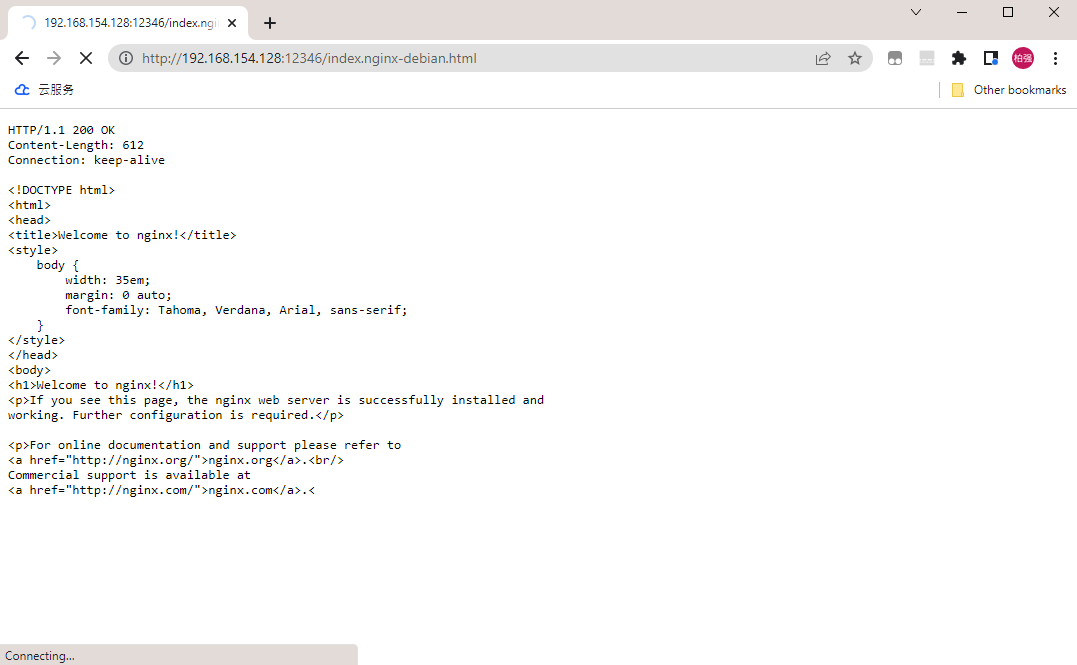 192.168.154.128:12346/index.ngi
http://192.168.154.128:12346/index.nginx-debian.html
柏强
云服务
Other bookmarks
HTTP/1.1 200 OK
Content-Length: 612
Connection: keep-alive
<!DOCTYPE html>
<html>
<head>
<title>Welcome to nginx!</title>
<style>
    body {
        width: 35em;
        margin: 0 auto;
        font-family: Tahoma, Verdana, Arial, sans-serif;
    }
</style>
</head>
<body>
<h1>Welcome to nginx!</h1>
<p>If you see this page, the nginx web server is successfully installed and
working. Further configuration is required.</p>
<p>For online documentation and support please refer to
<a href="http://nginx.org/">nginx.org</a>.<br/>
Commercial support is available at
<a href="http://nginx.com/">nginx.com</a>.<
Connecting...